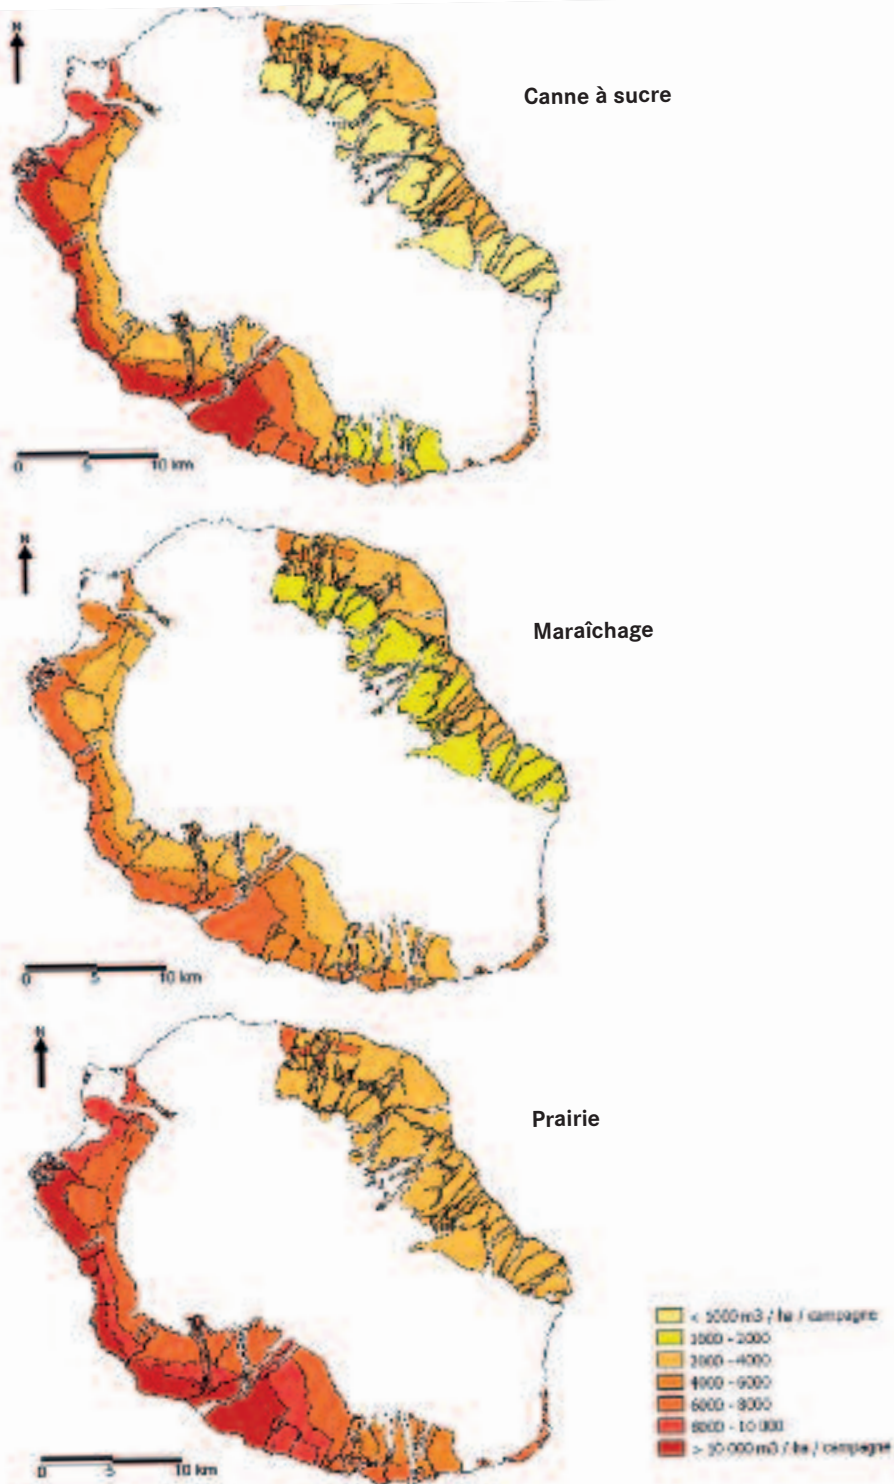 N
Canne à sucre
0 5 10 km
N
Maraîchage
0 5 10 km
N
Prairie
< 1000 m3 / ha / campagne
1000 - 2000
2000 - 4000
4000 - 6000
6000 - 8000
8000 - 10 000
> 10 000 m3 / ha / campagne
0 5 10 km